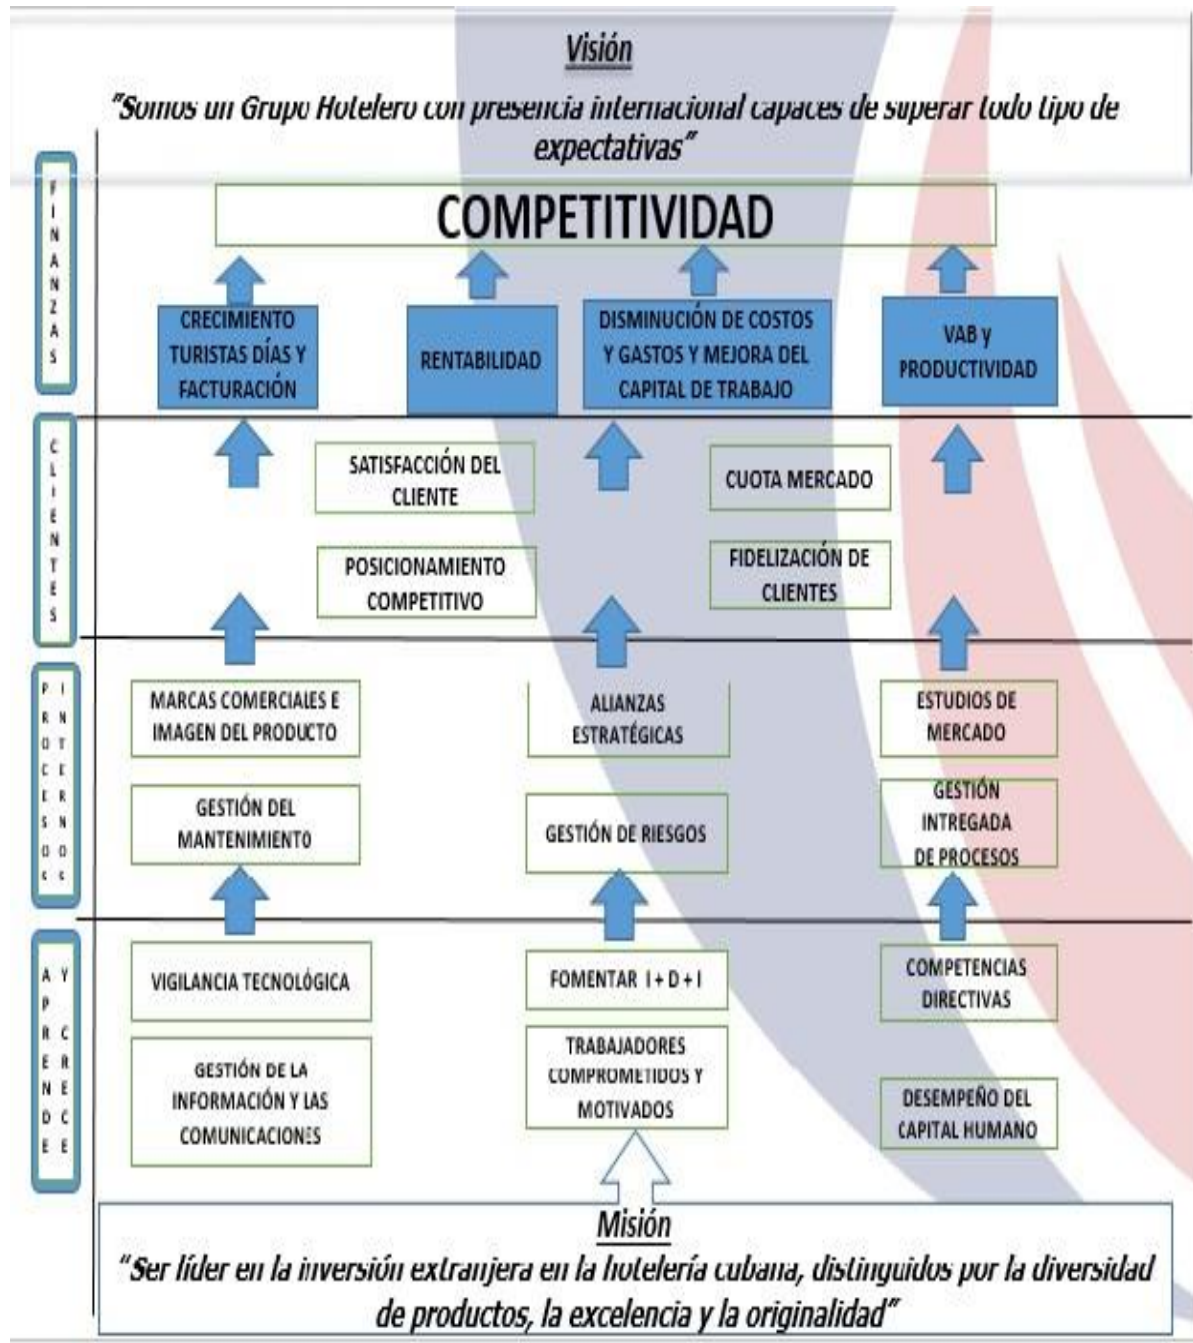 Visión
"Somos un Grupo Hotelero con presencia internacional capaces de superar todo tipo de
expectativas"
FINANZAS
COMPETITIVIDAD
CRECIMIENTO
TURISTAS DÍAS Y
FACTURACIÓN
RENTABILIDAD
DISMINUCIÓN DE COSTOS
Y GASTOS Y MEJORA DEL
CAPITAL DE TRABAJO
VAB y
PRODUCTIVIDAD
CLIENTES
SATISFACCIÓN DEL
CLIENTE
CUOTA MERCADO
POSICIONAMIENTO
COMPETITIVO
FIDELIZACIÓN DE
CLIENTES
PROCESOS
INTERNOS
MARCAS COMERCIALES E
IMAGEN DEL PRODUCTO
ALIANZAS
ESTRATÉGICAS
ESTUDIOS DE
MERCADO
GESTIÓN DEL
MANTENIMIENTO
GESTIÓN DE RIESGOS
GESTIÓN
INTREGADA
DE PROCESOS
APRENDE
Y CRECE
VIGILANCIA TECNOLÓGICA
FOMENTAR I + D + I
COMPETENCIAS
DIRECTIVAS
GESTIÓN DE LA
INFORMACIÓN Y LAS
COMUNICACIONES
TRABAJADORES
COMPROMETIDOS Y
MOTIVADOS
DESEMPEÑO DEL
CAPITAL HUMANO
Misión
"Ser líder en la inversión extranjera en la hotelería cubana, distinguidos por la diversidad
de productos, la excelencia y la originalidad"